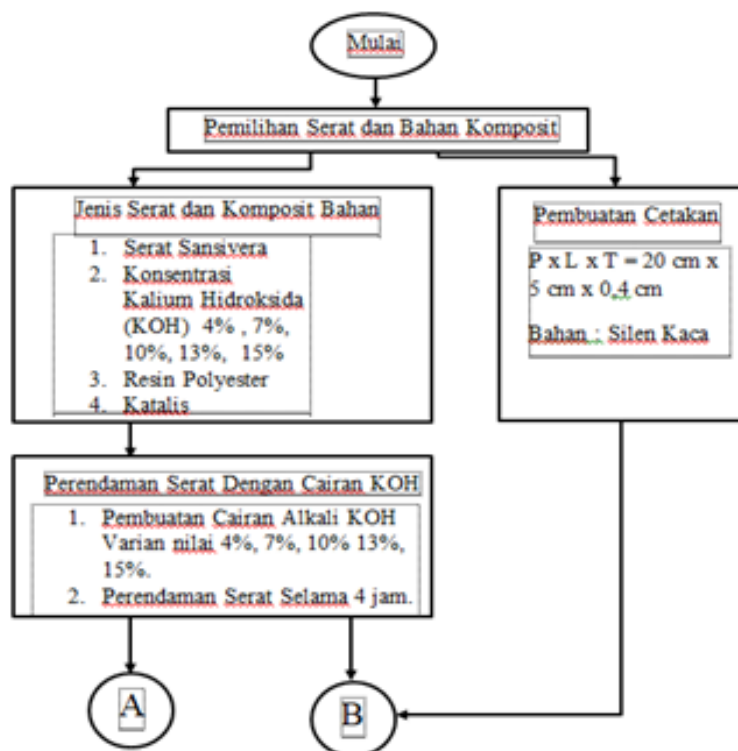 Mulai
Pemilihan Serat dan Bahan Komposit
Jenis Serat dan Komposit Bahan
1. Serat Sansivera
2. Konsentrasi
Kalium Hidroksida
(KOH) 4% , 7%,
10%, 13%, 15%
3. Resin Polyester
4. Katalis
Pembuatan Cetakan
P x L x T = 20 cm x
5 cm x 0,4 cm
Bahan : Silen Kaca
Perendaman Serat Dengan Cairan KOH
1. Pembuatan Cairan Alkali KOH
Varian nilai 4%, 7%, 10% 13%,
15%.
2. Perendaman Serat Selama 4 jam.
A
B